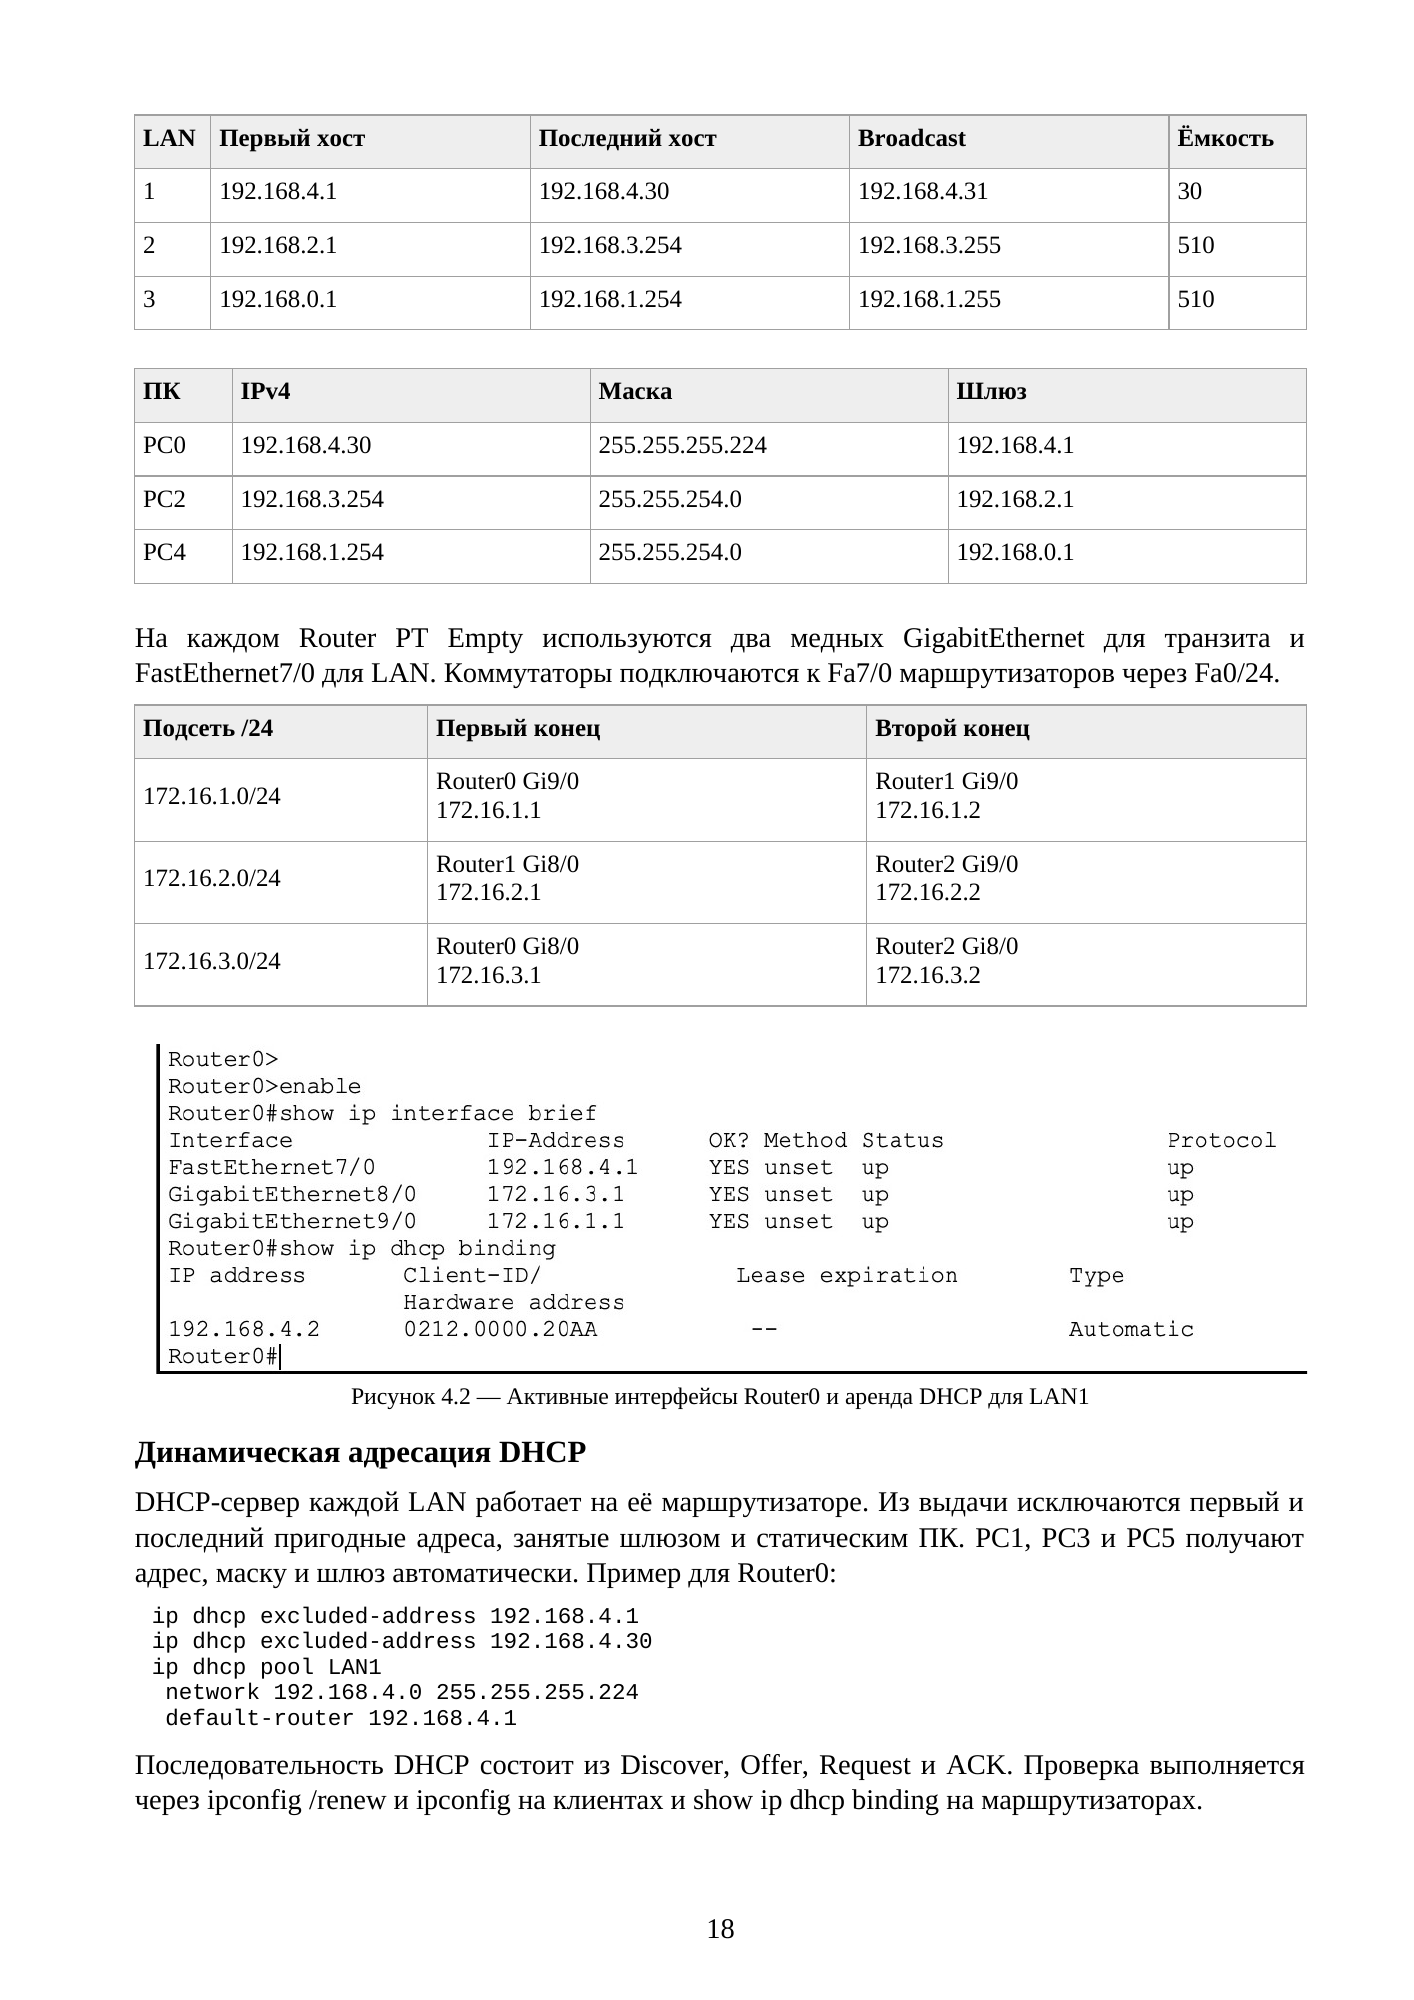 LAN Первый хост Последний хост Broadcast Ёмкость
1 192.168.4.1 192.168.4.30 192.168.4.31 30
2 192.168.2.1 192.168.3.254 192.168.3.255 510
3 192.168.0.1 192.168.1.254 192.168.1.255 510
ПК IPv4 Маска Шлюз
PC0 192.168.4.30 255.255.255.224 192.168.4.1
PC2 192.168.3.254 255.255.254.0 192.168.2.1
PC4 192.168.1.254 255.255.254.0 192.168.0.1
На каждом Router PT Empty используются два медных GigabitEthernet для транзита и
FastEthernet7/0 для LAN. Коммутаторы подключаются к Fa7/0 маршрутизаторов через Fa0/24.
Подсеть /24 Первый конец Второй конец
172.16.1.0/24 Router0 Gi9/0 Router1 Gi9/0
172.16.1.1 172.16.1.2
172.16.2.0/24 Router1 Gi8/0 Router2 Gi9/0
172.16.2.1 172.16.2.2
172.16.3.0/24 Router0 Gi8/0 Router2 Gi8/0
172.16.3.1 172.16.3.2
Router0>
Router0>enable
Router0#show ip interface brief
Interface IP-Address OK? Method Status Protocol
FastEthernet7/0 192.168.4.1 YES unset up up
GigabitEthernet8/0 172.16.3.1 YES unset up up
GigabitEthernet9/0 172.16.1.1 YES unset up up
Router0#show ip dhcp binding
IP address Client-ID/ Lease expiration Type
Hardware address
192.168.4.2 0212.0000.20AA -- Automatic
Router0#
Рисунок 4.2 — Активные интерфейсы Router0 и аренда DHCP для LAN1
Динамическая адресация DHCP
DHCP-сервер каждой LAN работает на её маршрутизаторе. Из выдачи исключаются первый и
последний пригодные адреса, занятые шлюзом и статическим ПК. PC1, PC3 и PC5 получают
адрес, маску и шлюз автоматически. Пример для Router0:
ip dhcp excluded-address 192.168.4.1
ip dhcp excluded-address 192.168.4.30
ip dhcp pool LAN1
network 192.168.4.0 255.255.255.224
default-router 192.168.4.1
Последовательность DHCP состоит из Discover, Offer, Request и ACK. Проверка выполняется
через ipconfig /renew и ipconfig на клиентах и show ip dhcp binding на маршрутизаторах.
18